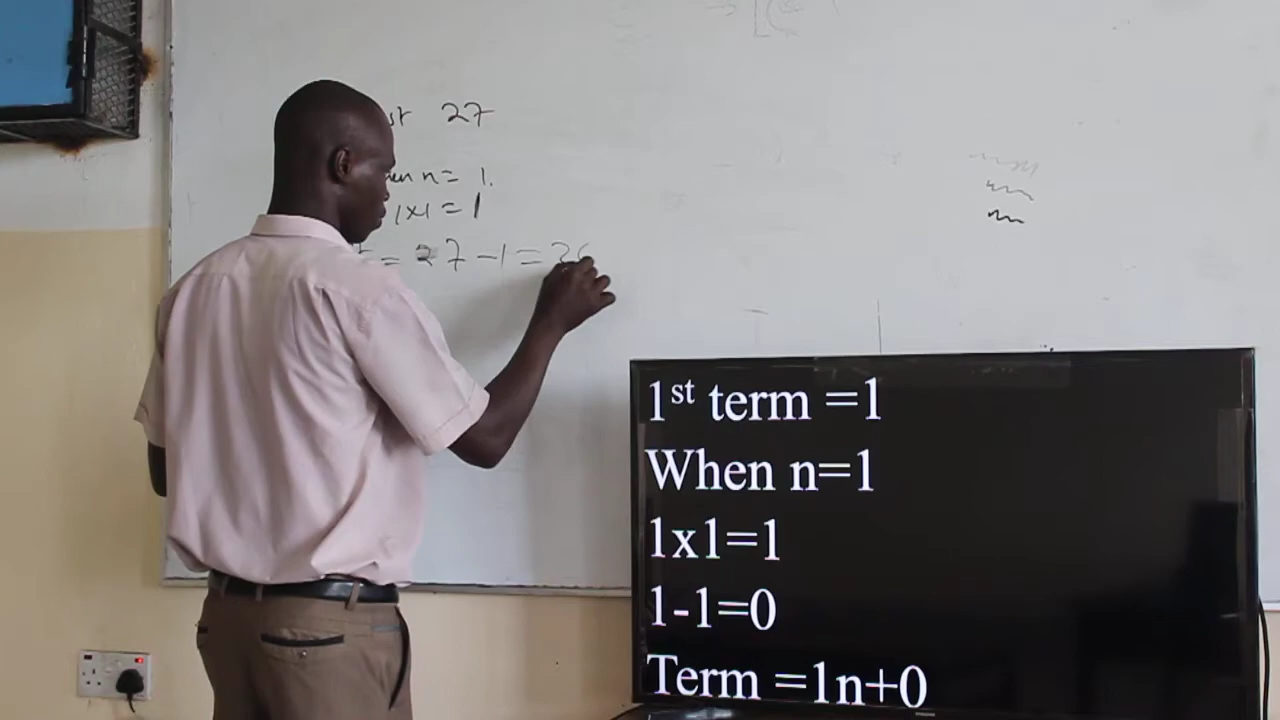 27
n= 1.
1x1 = 1
= 27 -1 = 26
1st term =1
When n=1
1x1=1
1-1=0
Term =1n+0